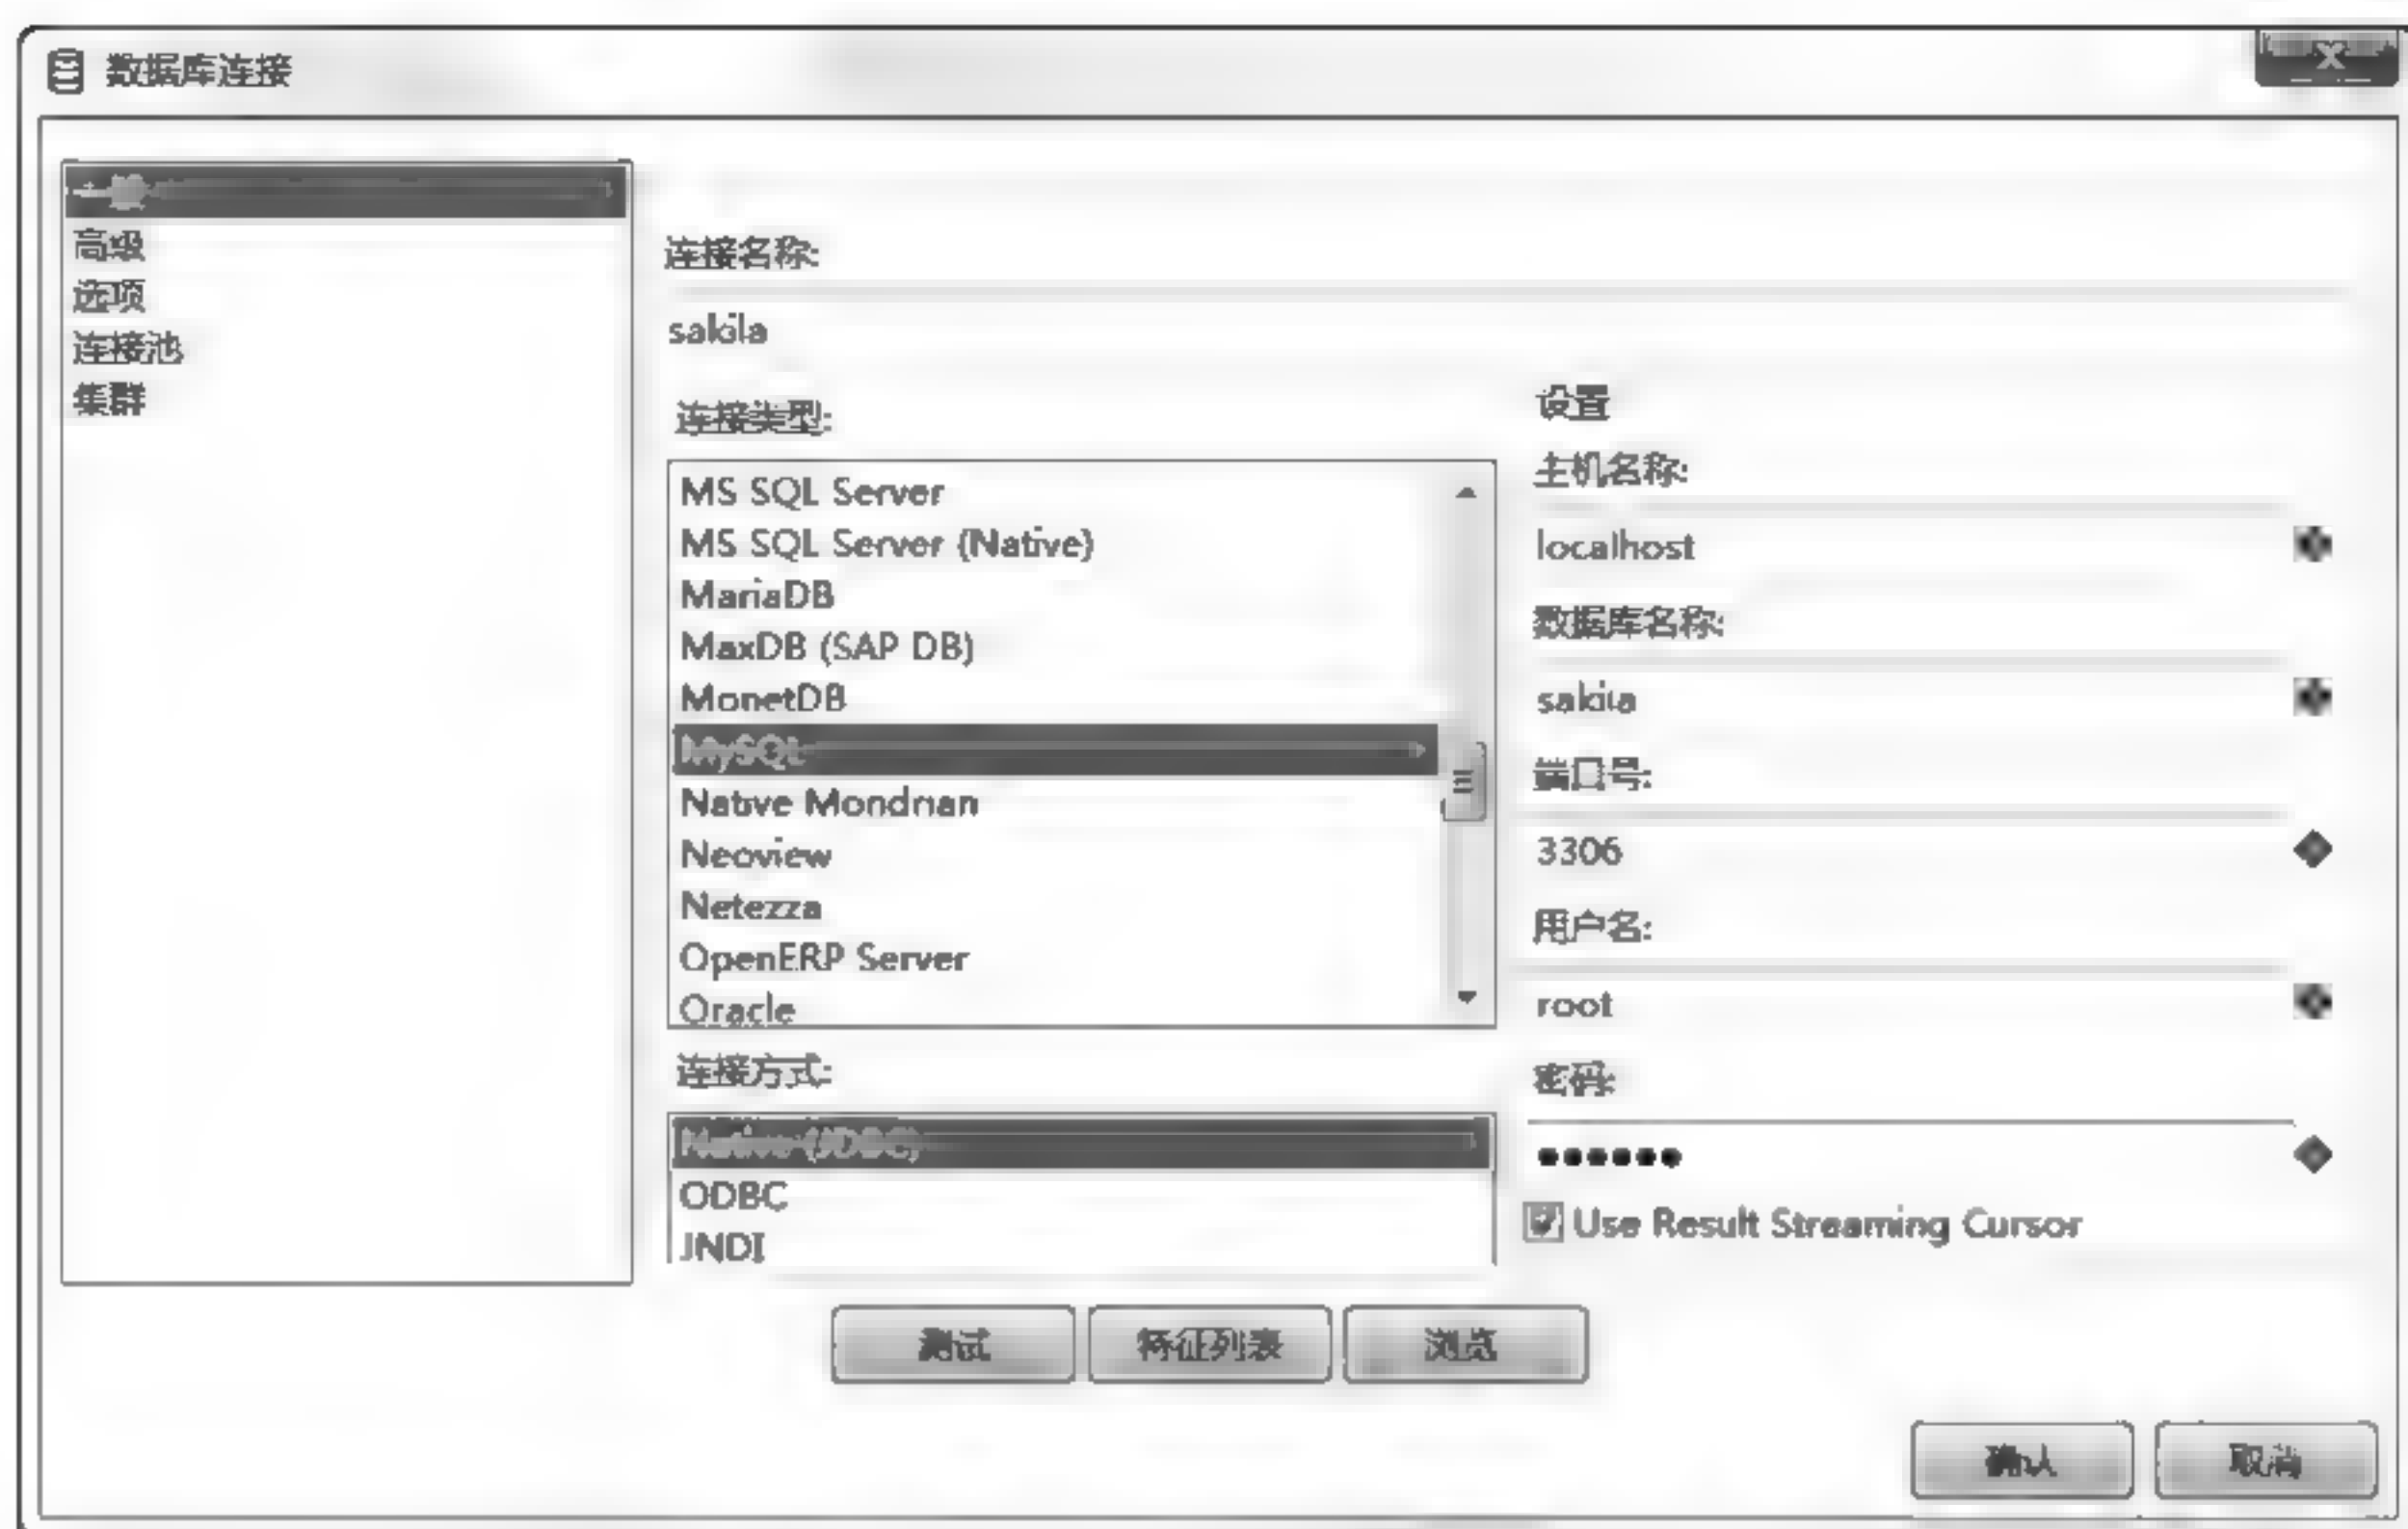 数据库连接
一般
高级
选项
连接池
集群
连接名称:
sakila
连接类型:
MS SQL Server
MS SQL Server (Native)
MariaDB
MaxDB (SAP DB)
MonetDB
MySQL
Native Mondrian
Neoview
Netezza
OpenERP Server
Oracle
连接方式:
Native (JDBC)
ODBC
JNDI
设置
主机名称:
localhost
数据库名称:
sakila
端口号:
3306
用户名:
root
密码:
●●●●●●
Use Result Streaming Cursor
测试 特征列表 浏览
确认 取消